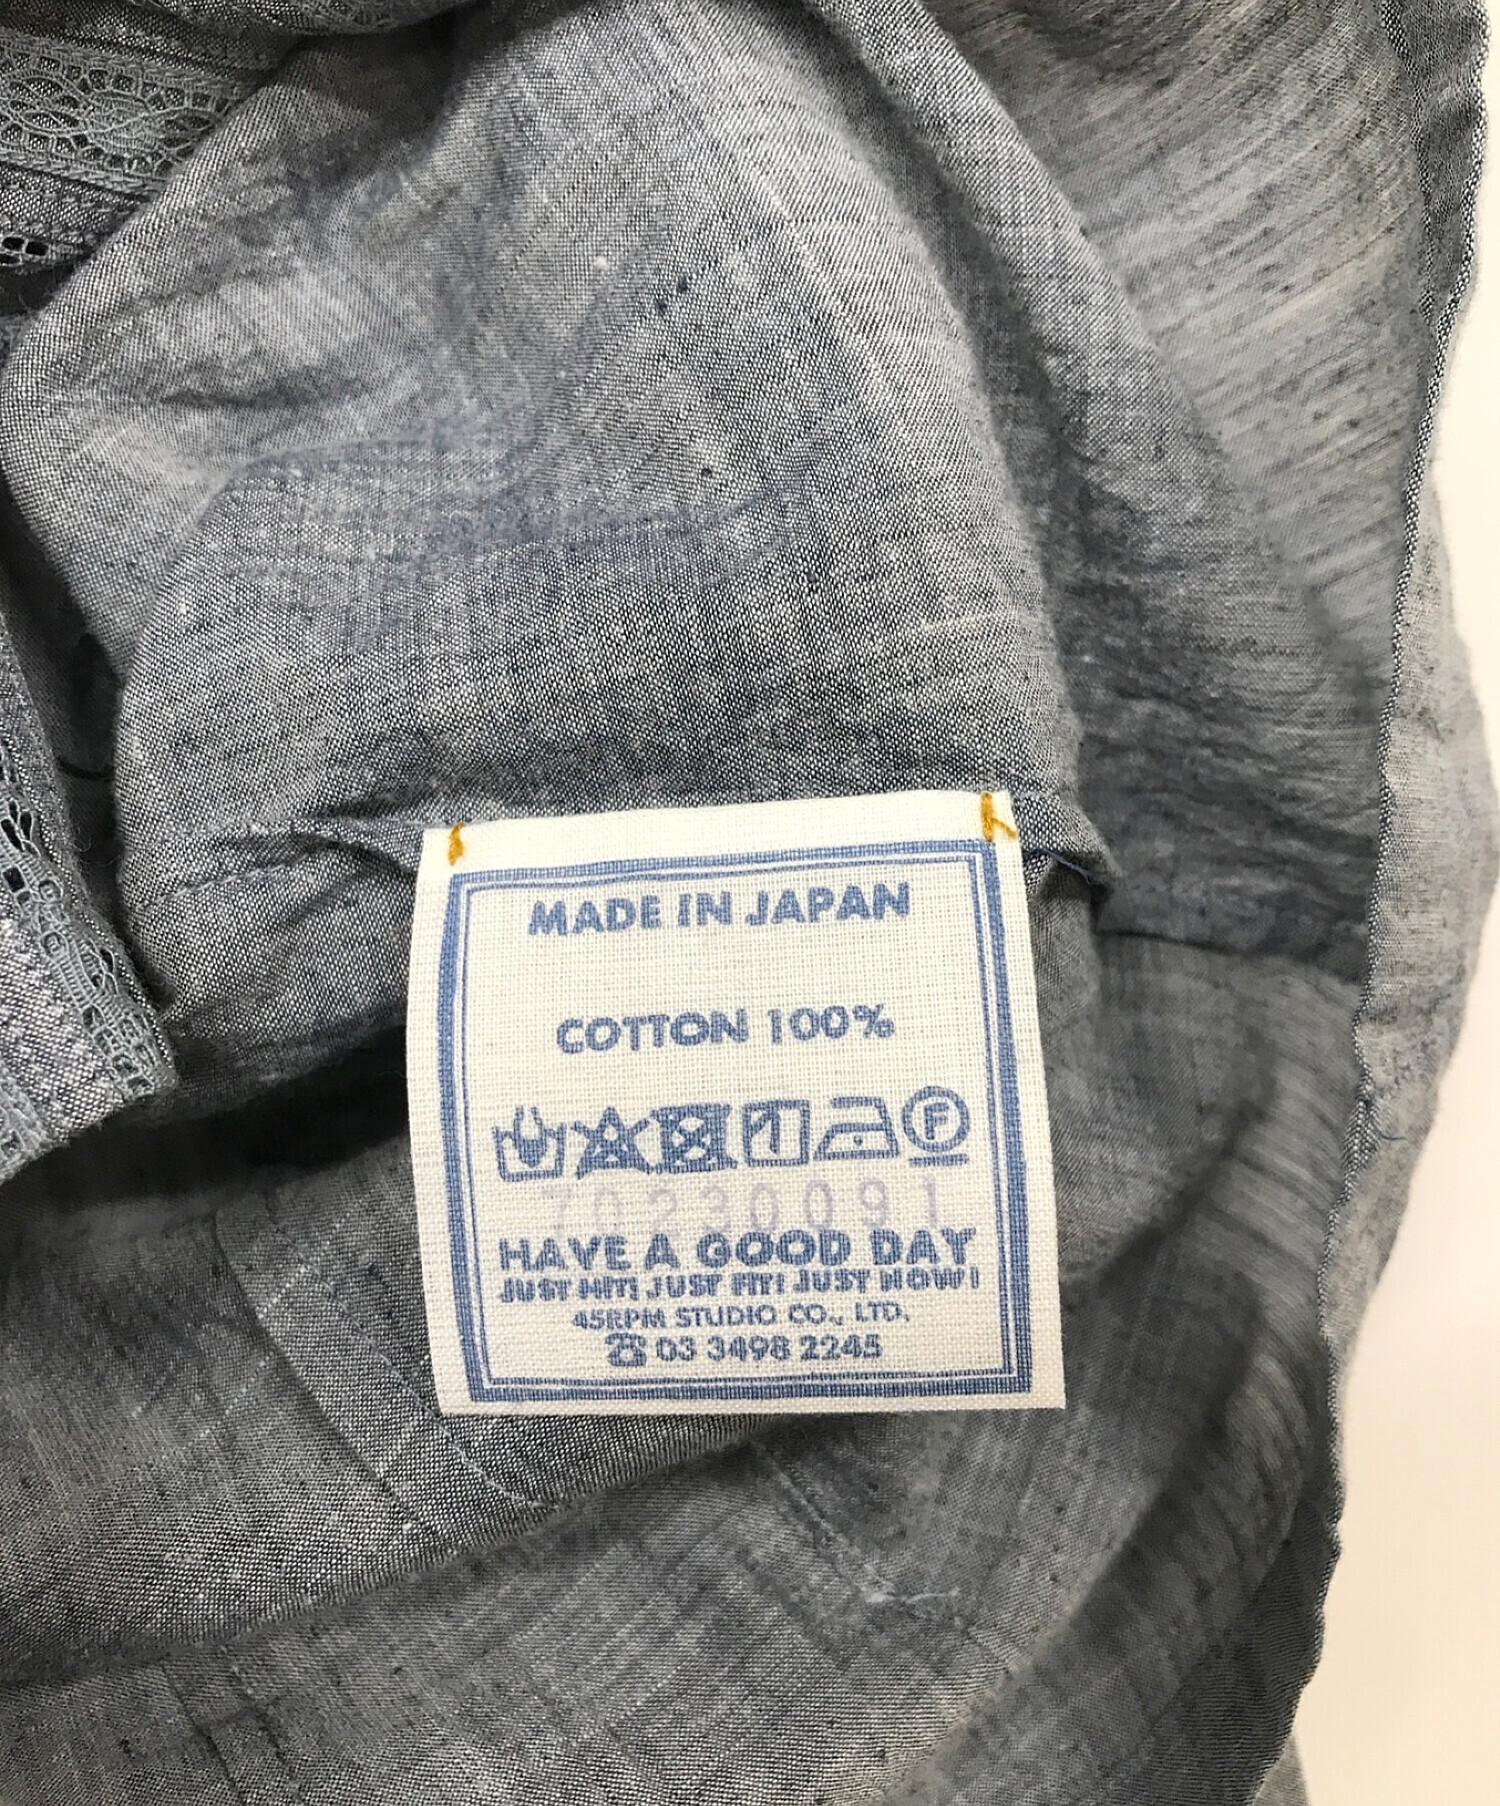 MADE IN JAPAN
COTTON 100%
F
70230091
HAVE A GOOD DAY
JUST HIT! JUST FIT! JUST NOW!
45RPM STUDIO CO., LTD.
☎ 03 3498 2245